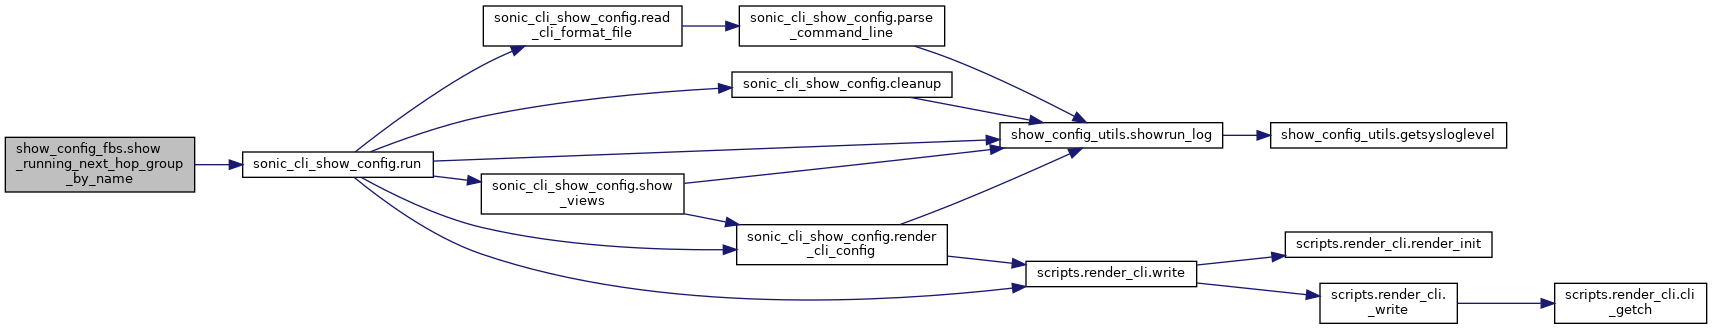 show_config_fbs.show
_running_next_hop_group
_by_name
sonic_cli_show_config.run
sonic_cli_show_config.read
_cli_format_file
sonic_cli_show_config.parse
_command_line
sonic_cli_show_config.cleanup
show_config_utils.showrun_log
show_config_utils.getsysloglevel
sonic_cli_show_config.show
_views
sonic_cli_show_config.render
_cli_config
scripts.render_cli.write
scripts.render_cli.render_init
scripts.render_cli.
_write
scripts.render_cli.cli
_getch